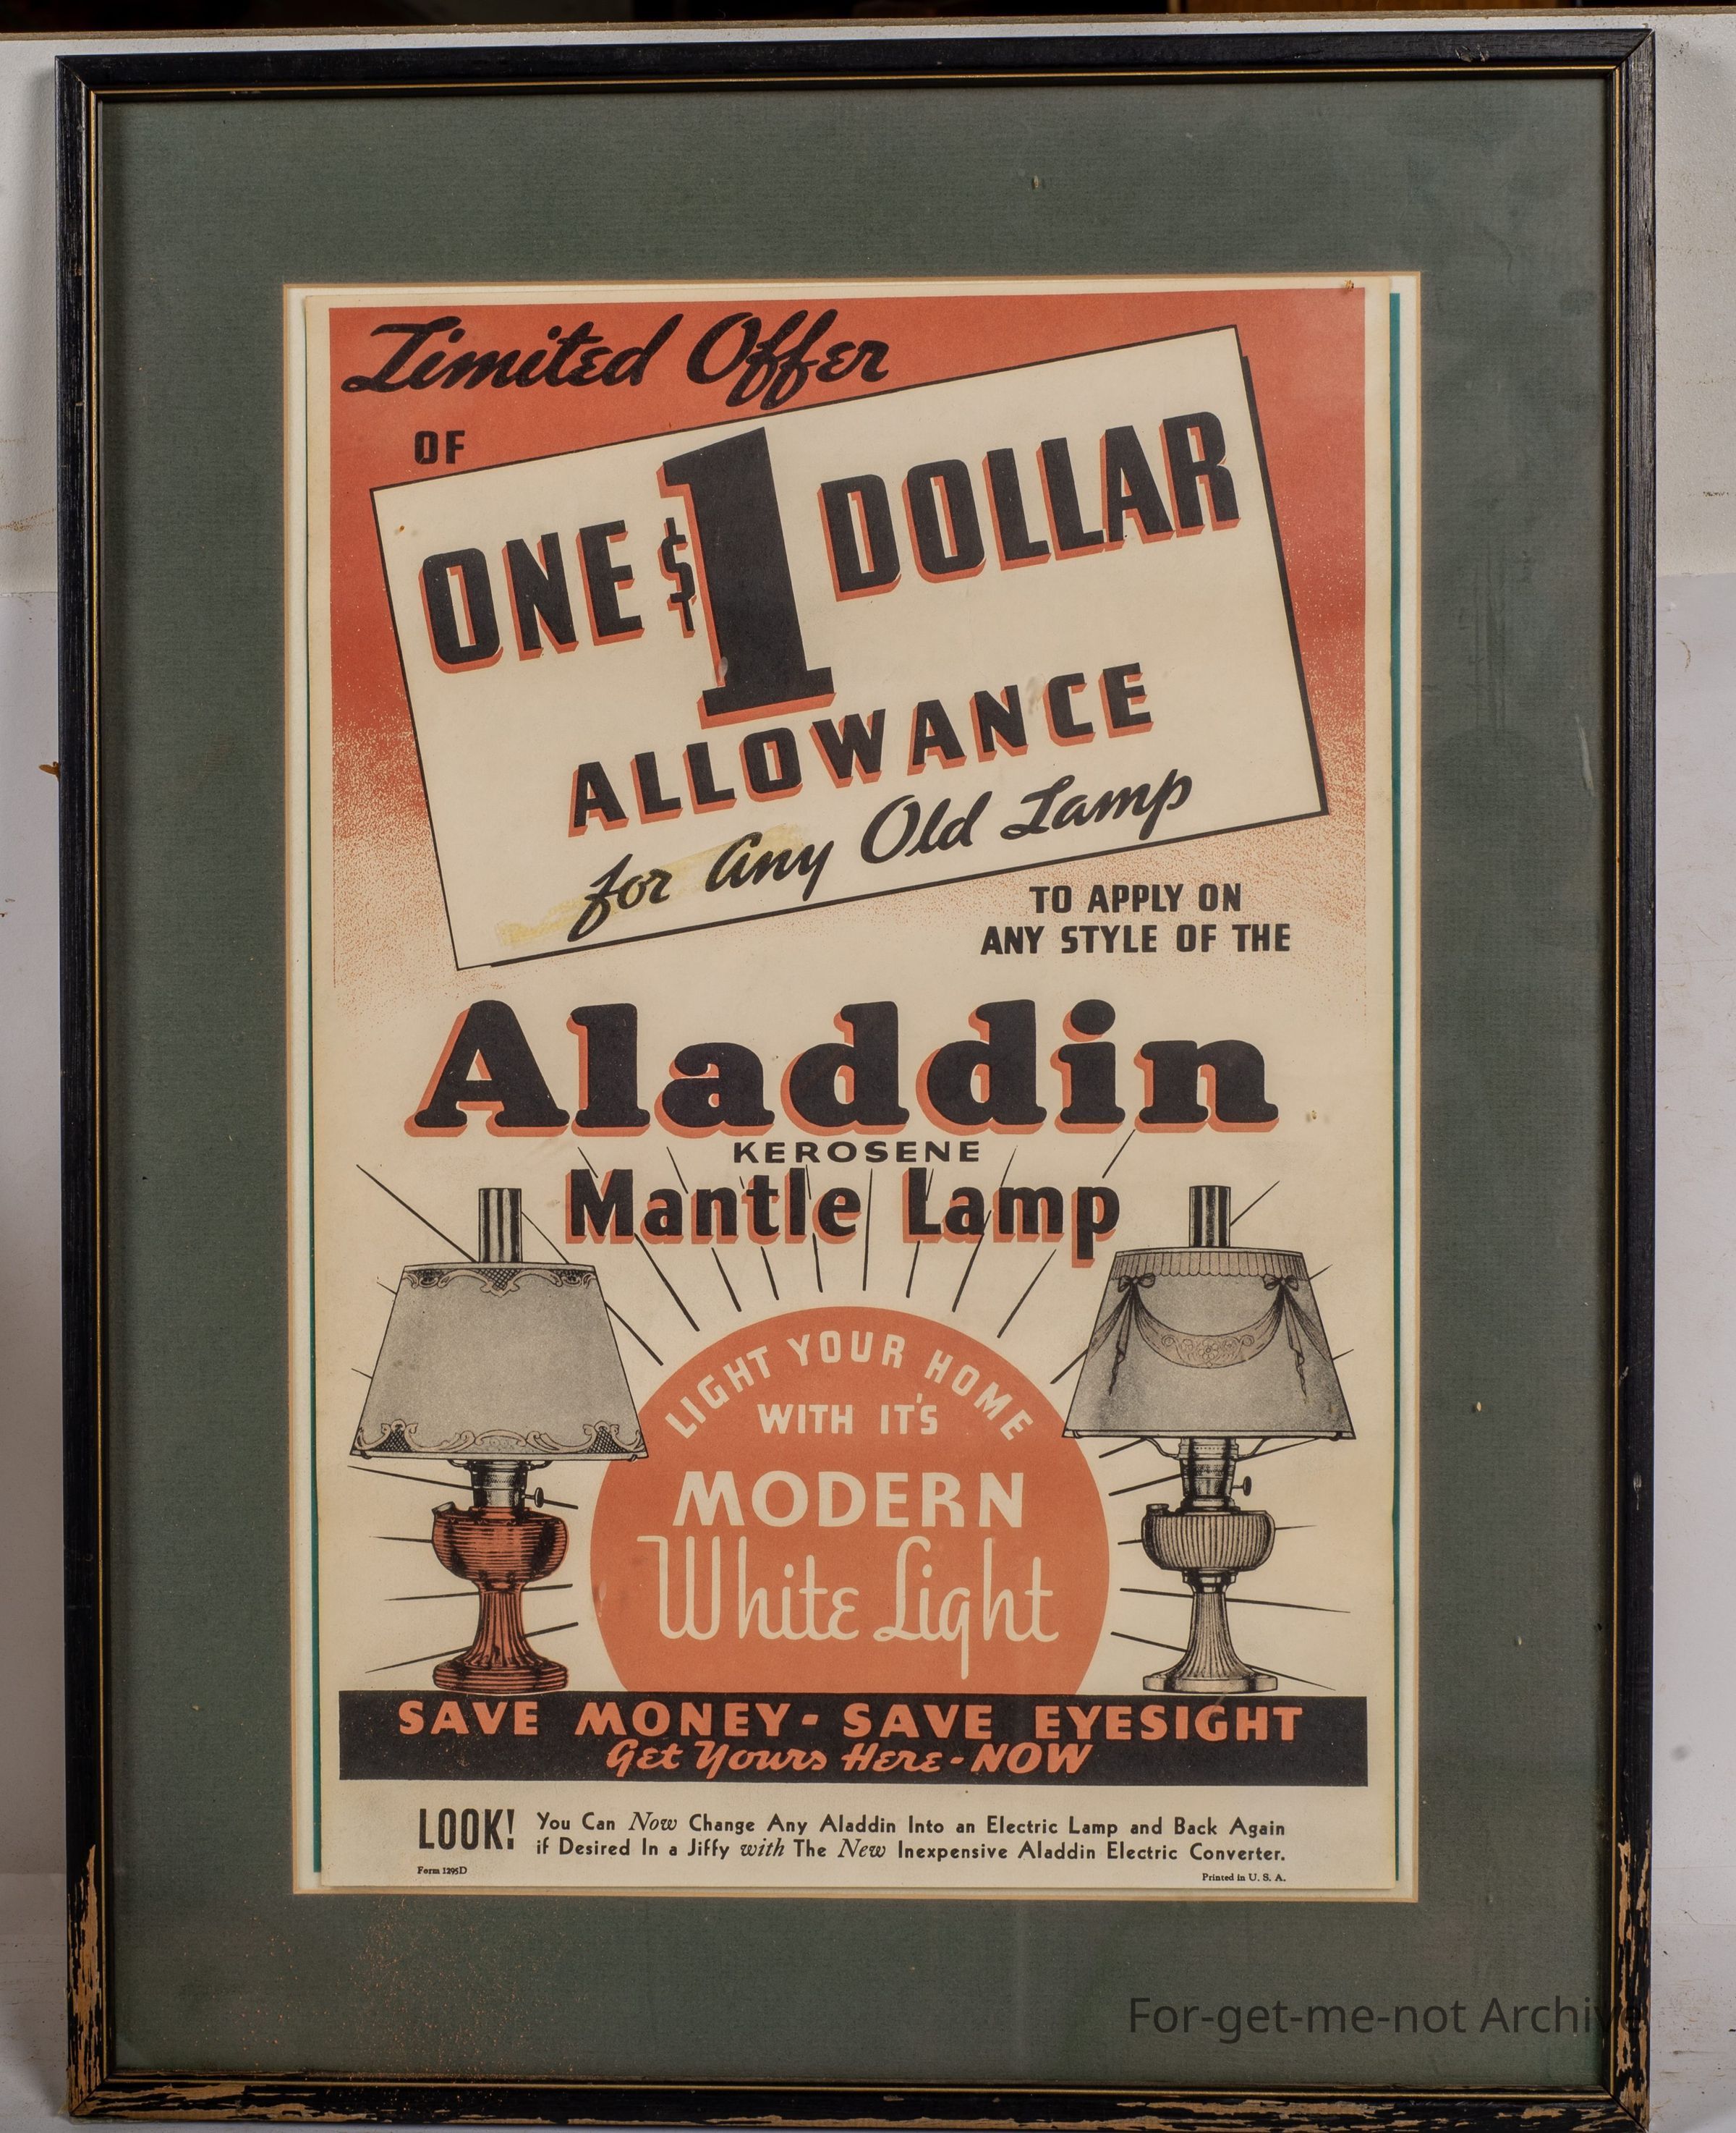 Limited Offer
OF
ONE $1 DOLLAR
ALLOWANCE
for Any Old Lamp
TO APPLY ON
ANY STYLE OF THE
Aladdin
KEROSENE
Mantle Lamp
LIGHT YOUR HOME
WITH IT'S
MODERN
White Light
SAVE MONEY - SAVE EYESIGHT
Get Yours Here - NOW
LOOK! You Can Now Change Any Aladdin Into an Electric Lamp and Back Again
if Desired In a Jiffy with The New Inexpensive Aladdin Electric Converter.
Form 1295D
Printed in U. S. A.
For-get-me-not Archive